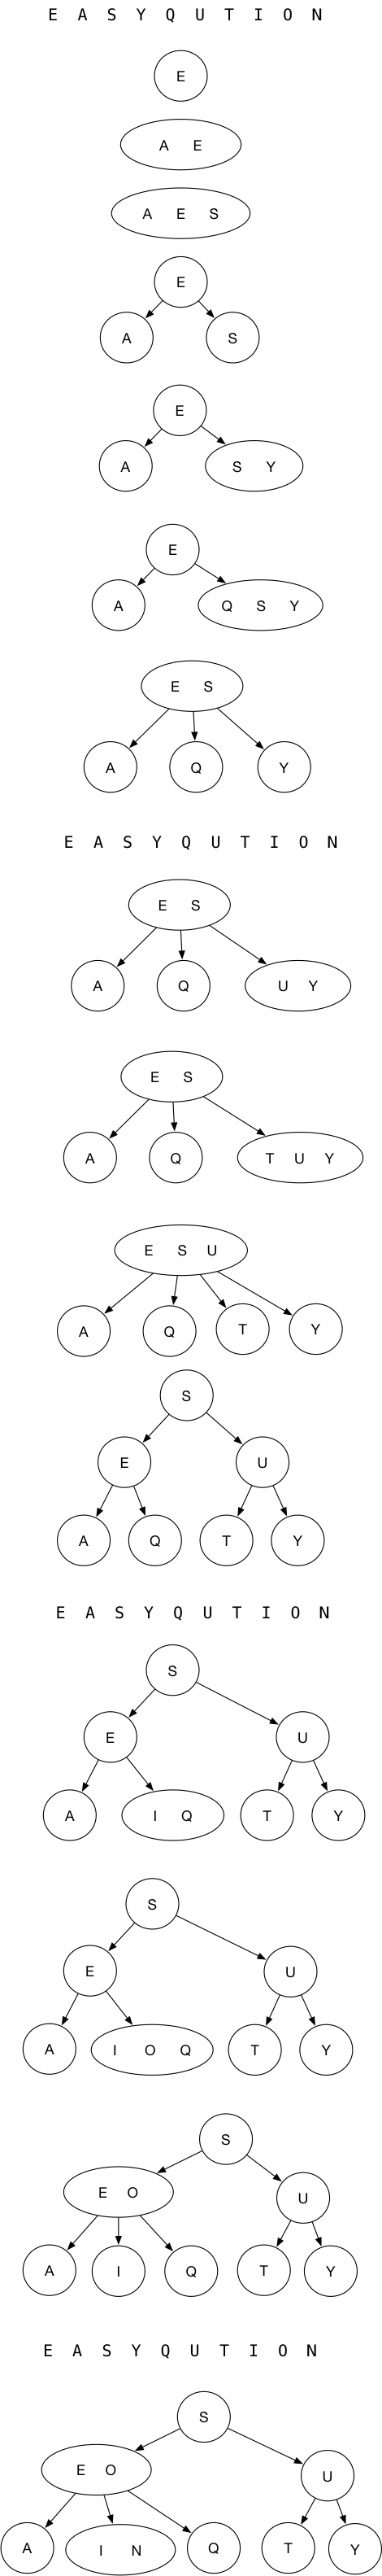 E A S Y Q U T I O N
E
A E
A E S
E
A S
E
A S Y
E
A Q S Y
E S
A Q Y
E A S Y Q U T I O N
E S
A Q U Y
E S
A Q T U Y
E S U
A Q T Y
S
E U
A Q T Y
E A S Y Q U T I O N
S
E U
A I Q T Y
S
E U
A I O Q T Y
S
E O U
A I Q T Y
E A S Y Q U T I O N
S
E O U
A I N Q T Y